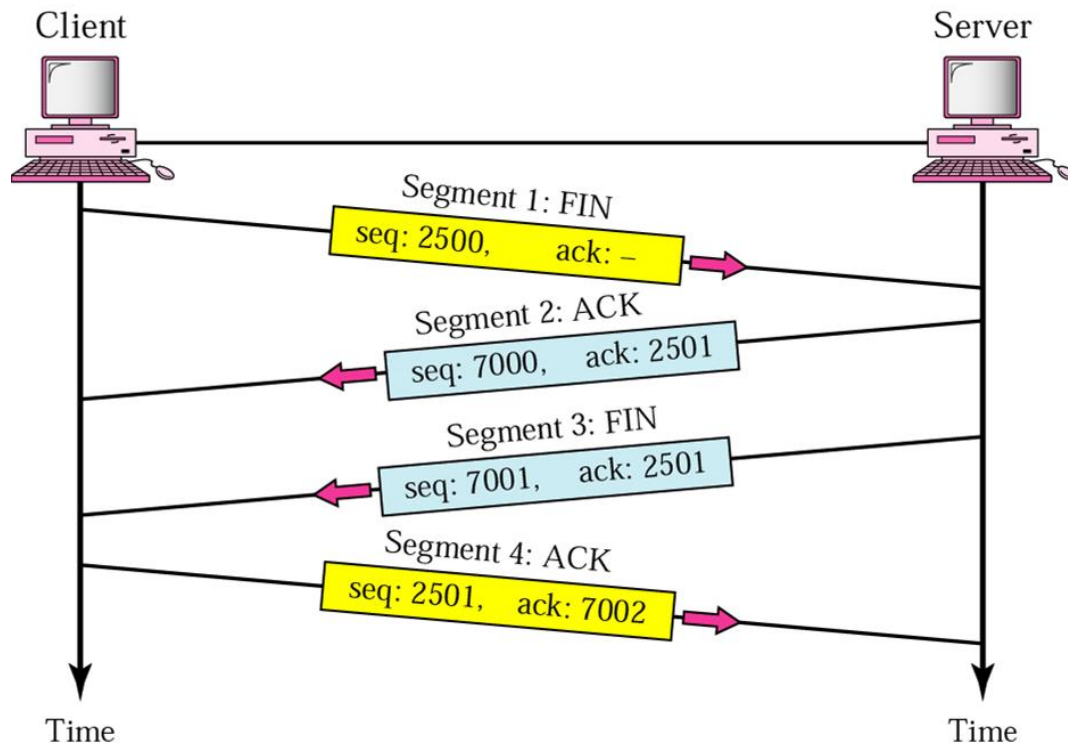 Client
Server
Segment 1: FIN
seq: 2500, ack: –
Segment 2: ACK
seq: 7000, ack: 2501
Segment 3: FIN
seq: 7001, ack: 2501
Segment 4: ACK
seq: 2501, ack: 7002
Time
Time